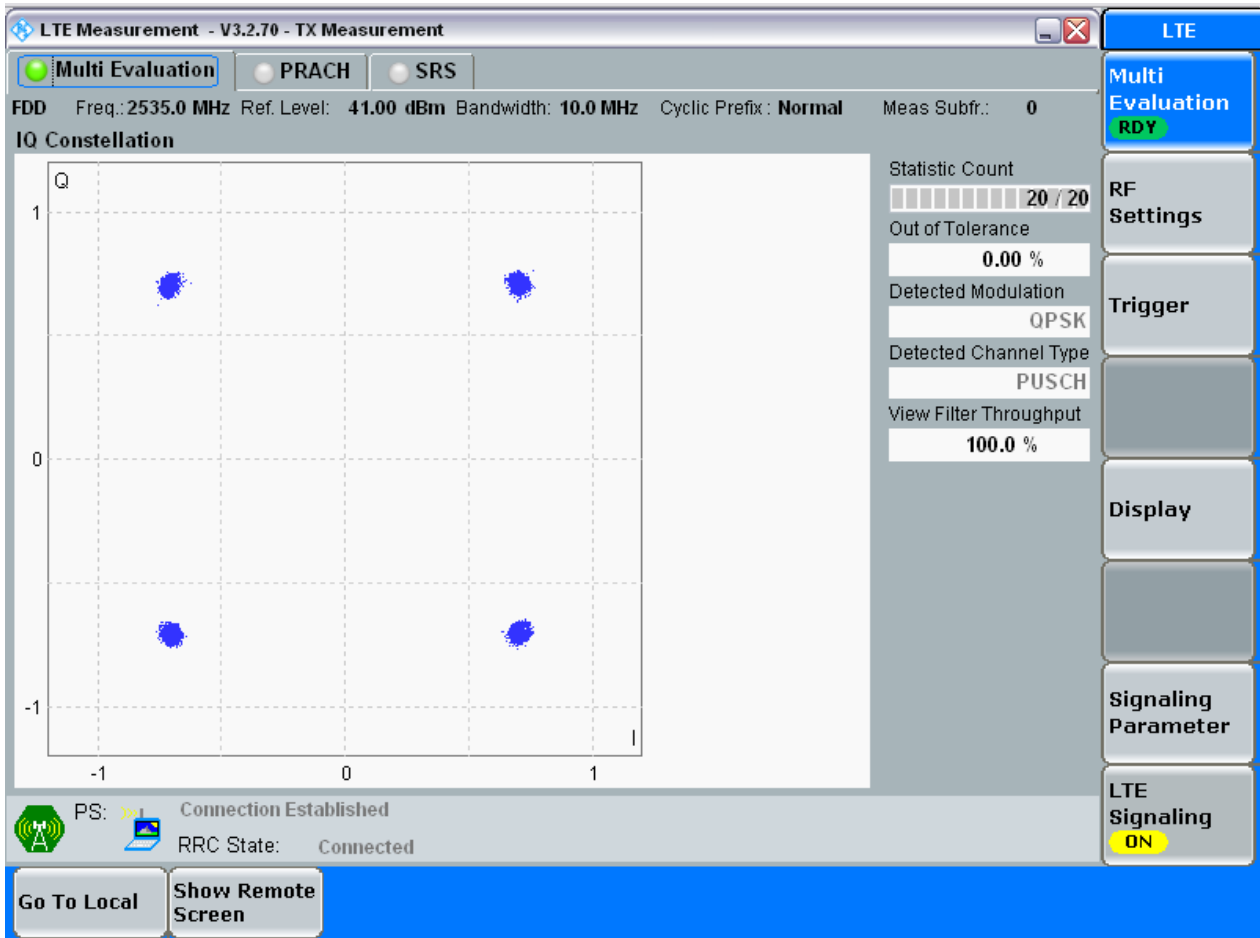 LTE Measurement - V3.2.70 - TX Measurement
LTE
Multi Evaluation PRACH SRS
FDD Freq.: 2535.0 MHz Ref. Level: 41.00 dBm Bandwidth: 10.0 MHz Cyclic Prefix : Normal Meas Subfr.: 0
IQ Constellation
Q
1
0
-1
I
-1 0 1
Statistic Count
20 / 20
Out of Tolerance
0.00 %
Detected Modulation
QPSK
Detected Channel Type
PUSCH
View Filter Throughput
100.0 %
Multi
Evaluation
RDY
RF
Settings
Trigger
Display
Signaling
Parameter
LTE
Signaling
ON
PS: Connection Established
RRC State: Connected
Go To Local
Show Remote
Screen